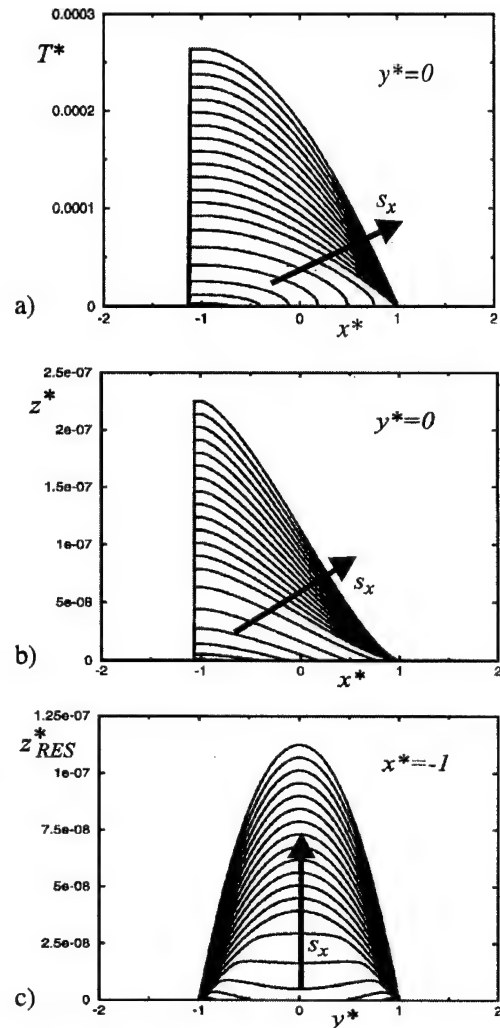 0.0003
T*
y*=0
0.0002
0.0001
s_x
0
-2
-1
0
1
2
a)
x*
2.5e-07
z*
y*=0
2e-07
1.5e-07
1e-07
5e-08
s_x
0
-2
-1
0
1
2
b)
x*
1.25e-07
z*RES
x*=-1
1e-07
7.5e-08
5e-08
2.5e-08
s_x
0
-2
-1
0
1
2
c)
y*